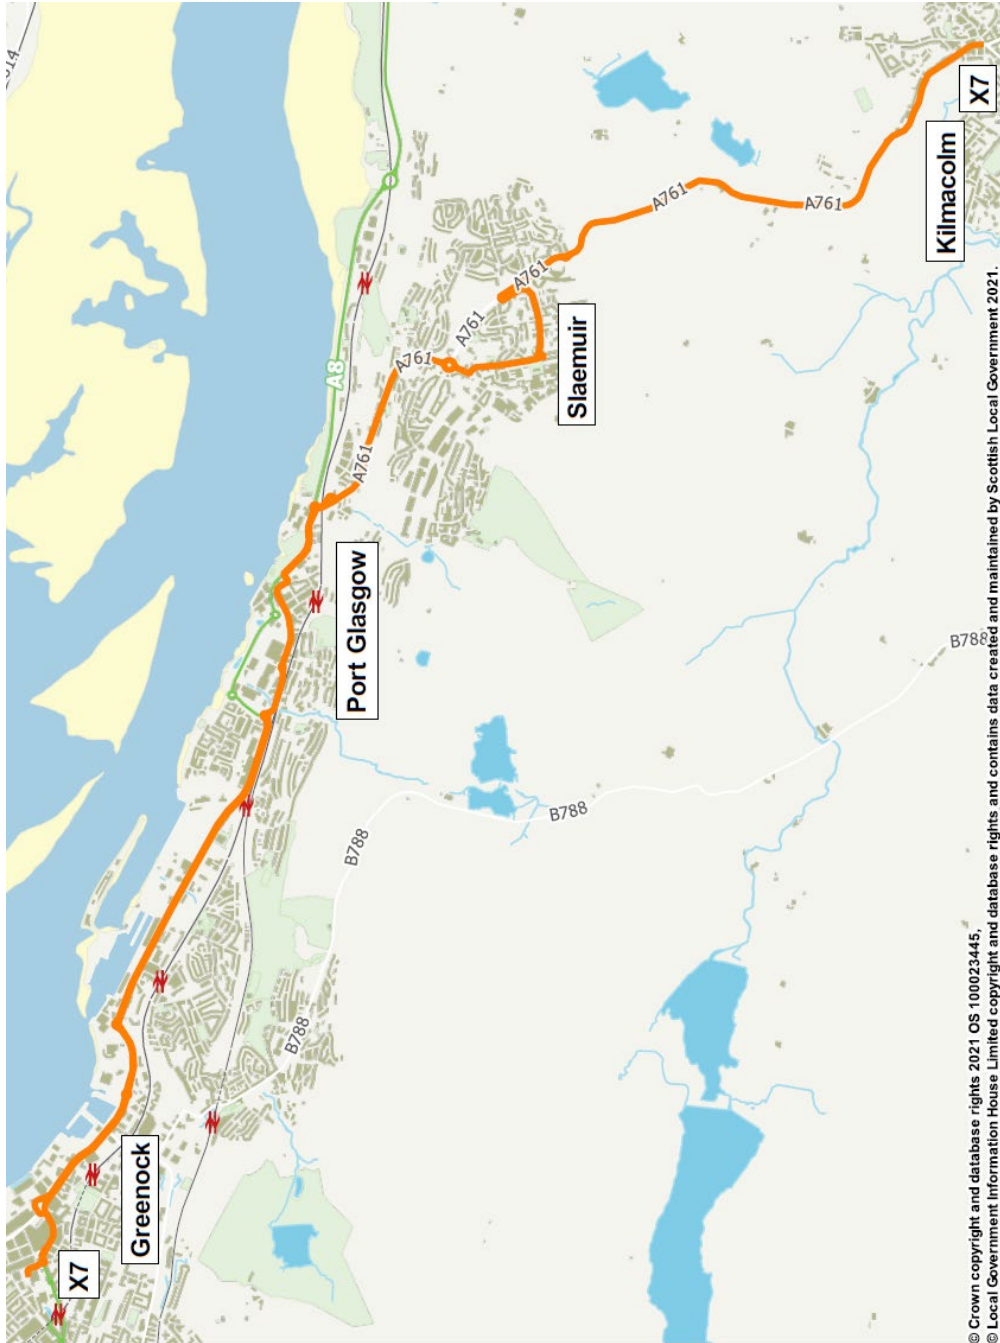 X7
Greenock
Port Glasgow
Slaemuir
Kilmacolm
X7
A8
A761
A761
A761
A761
A761
A761
B788
B788
B788
B788
© Crown copyright and database rights 2021 OS 100023445,
© Local Government Information House Limited copyright and database rights and contains data created and maintained by Scottish Local Government 2021.